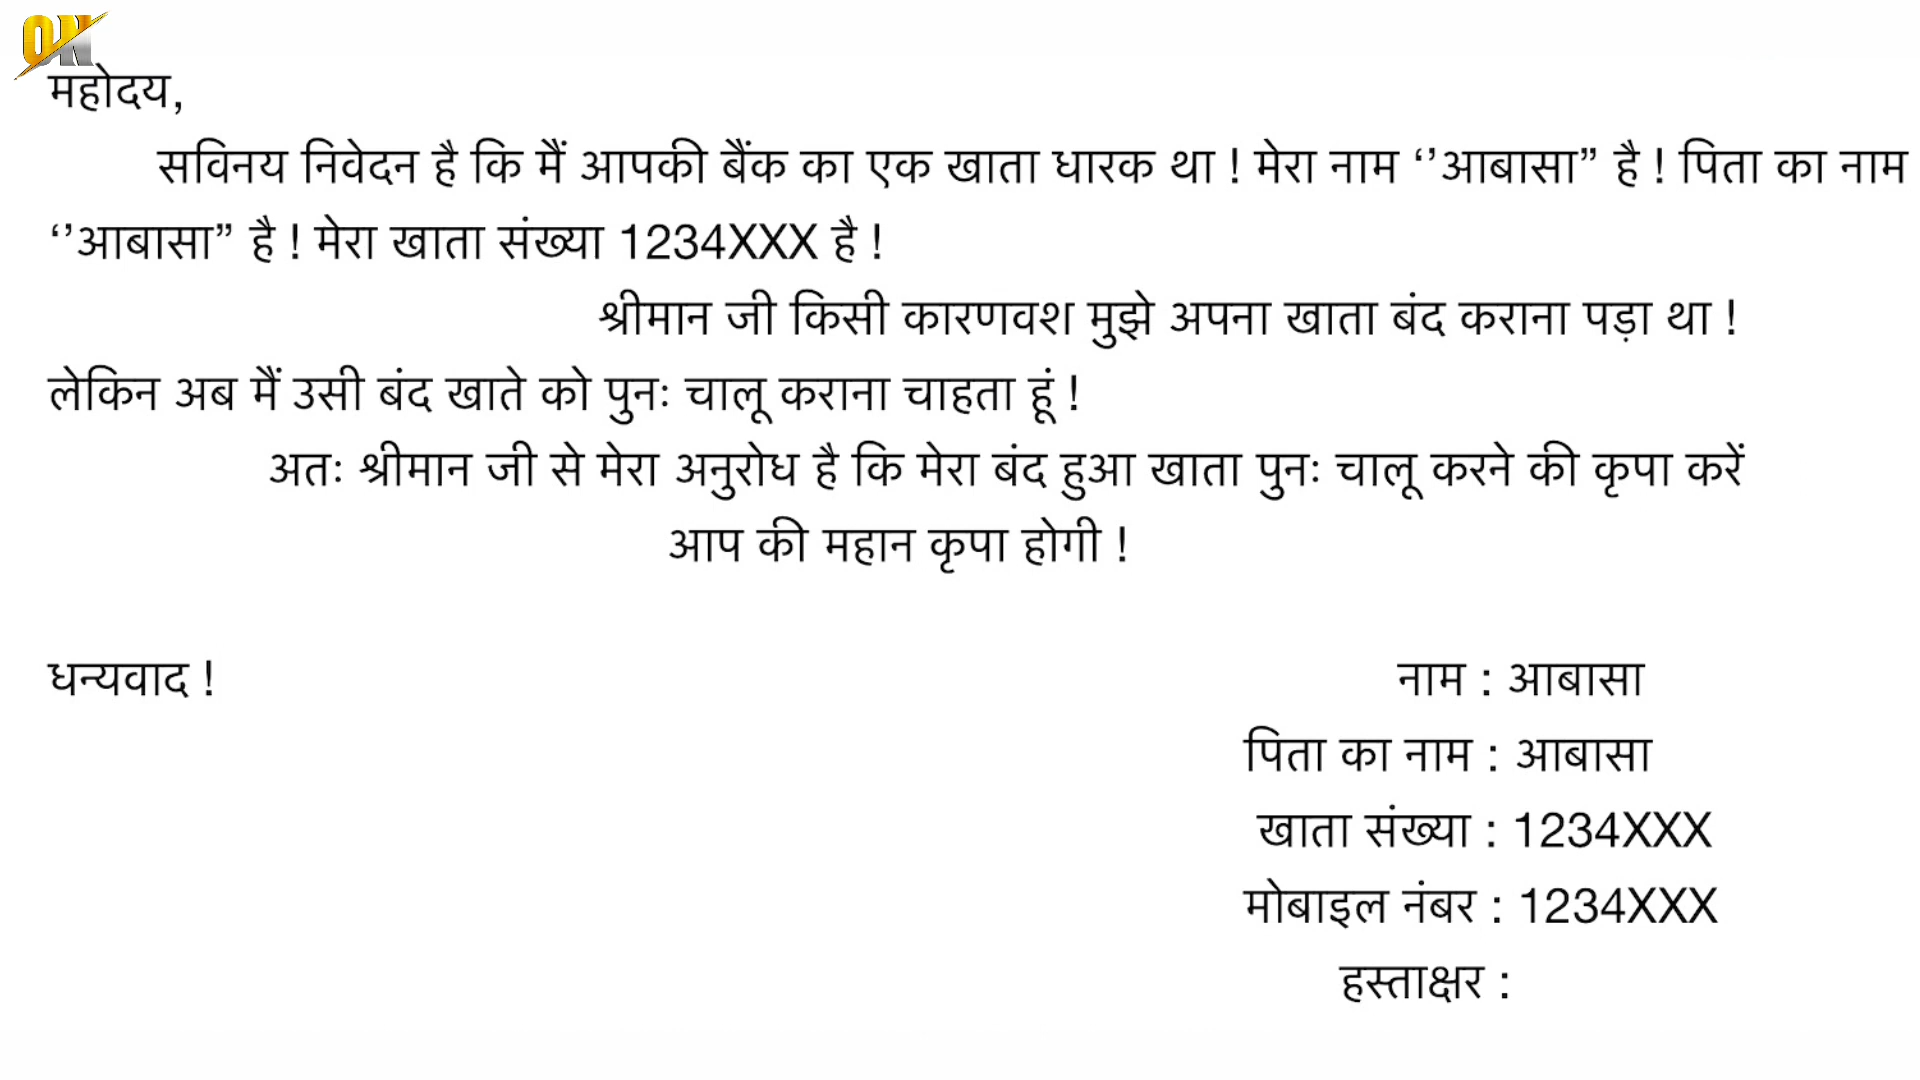 ON
महोदय,
सविनय निवेदन है कि मैं आपकी बैंक का एक खाता धारक था ! मेरा नाम ‘’आबासा” है ! पिता का नाम
‘’आबासा” है ! मेरा खाता संख्या 1234XXX है !
श्रीमान जी किसी कारणवश मुझे अपना खाता बंद कराना पड़ा था !
लेकिन अब मैं उसी बंद खाते को पुनः चालू कराना चाहता हूं !
अतः श्रीमान जी से मेरा अनुरोध है कि मेरा बंद हुआ खाता पुनः चालू करने की कृपा करें
आप की महान कृपा होगी !
धन्यवाद !
नाम : आबासा
पिता का नाम : आबासा
खाता संख्या : 1234XXX
मोबाइल नंबर : 1234XXX
हस्ताक्षर :